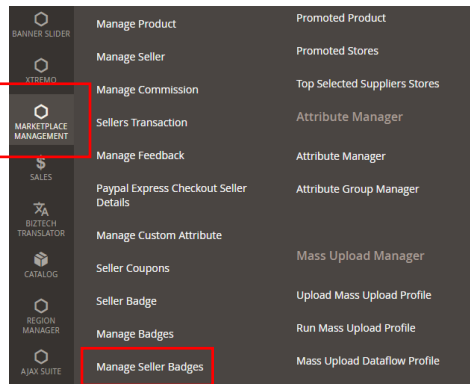 BANNER SLIDER
XTREMO
MARKETPLACE
MANAGEMENT
$
SALES
BIZTECH
TRANSLATOR
CATALOG
REGION
MANAGER
AJAX SUITE
Manage Product
Manage Seller
Manage Commission
Sellers Transaction
Manage Feedback
Paypal Express Checkout Seller
Details
Manage Custom Attribute
Seller Coupons
Seller Badge
Manage Badges
Manage Seller Badges
Promoted Product
Promoted Stores
Top Selected Suppliers Stores
Attribute Manager
Attribute Manager
Attribute Group Manager
Mass Upload Manager
Upload Mass Upload Profile
Run Mass Upload Profile
Mass Upload Dataflow Profile